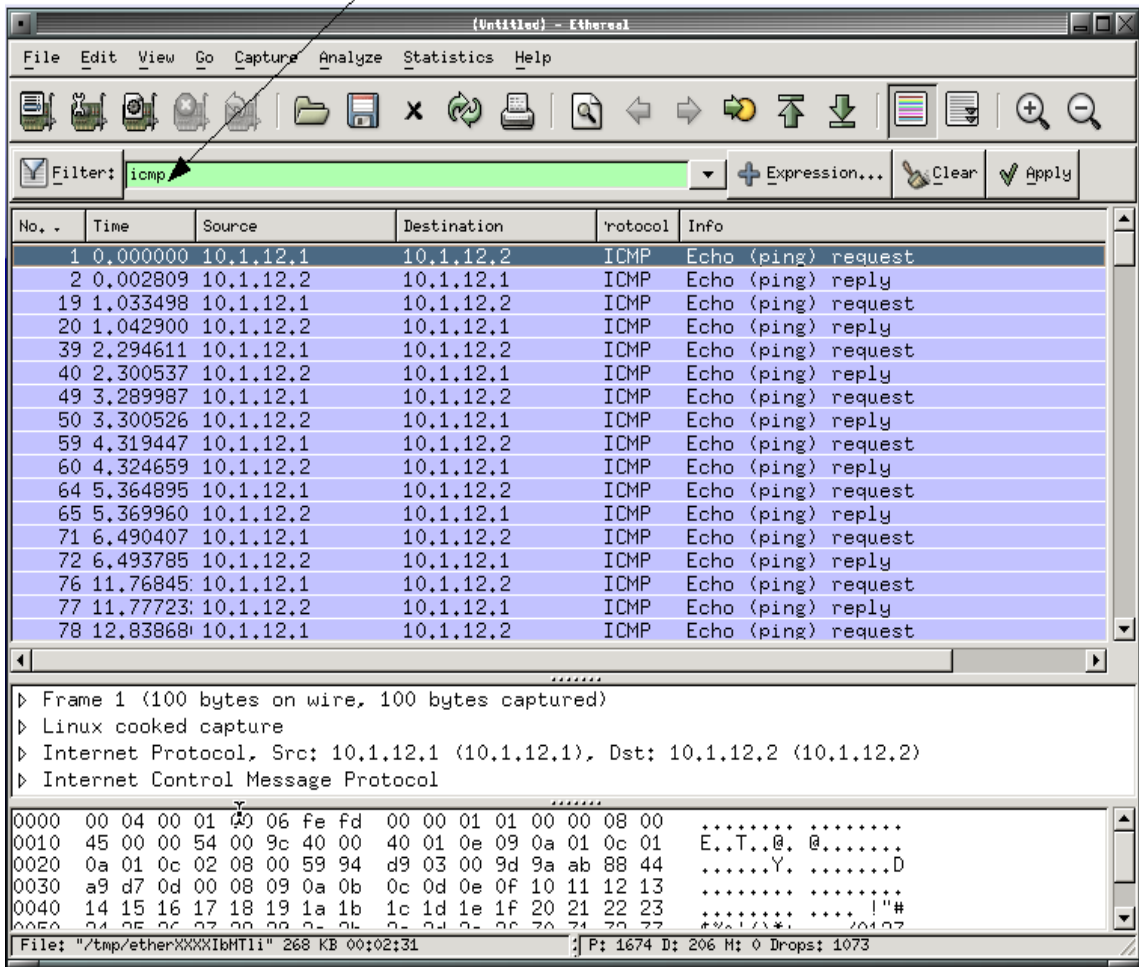 (Untitled) - Ethereal
File Edit View Go Capture Analyze Statistics Help
Filter: icmp Expression... Clear Apply
No. . Time Source Destination rotocol Info
1 0.000000 10.1.12.1 10.1.12.2 ICMP Echo (ping) request
2 0.002809 10.1.12.2 10.1.12.1 ICMP Echo (ping) reply
19 1.033498 10.1.12.1 10.1.12.2 ICMP Echo (ping) request
20 1.042900 10.1.12.2 10.1.12.1 ICMP Echo (ping) reply
39 2.294611 10.1.12.1 10.1.12.2 ICMP Echo (ping) request
40 2.300537 10.1.12.2 10.1.12.1 ICMP Echo (ping) reply
49 3.289987 10.1.12.1 10.1.12.2 ICMP Echo (ping) request
50 3.300526 10.1.12.2 10.1.12.1 ICMP Echo (ping) reply
59 4.319447 10.1.12.1 10.1.12.2 ICMP Echo (ping) request
60 4.324659 10.1.12.2 10.1.12.1 ICMP Echo (ping) reply
64 5.364895 10.1.12.1 10.1.12.2 ICMP Echo (ping) request
65 5.369960 10.1.12.2 10.1.12.1 ICMP Echo (ping) reply
71 6.490407 10.1.12.1 10.1.12.2 ICMP Echo (ping) request
72 6.493785 10.1.12.2 10.1.12.1 ICMP Echo (ping) reply
76 11.76845 10.1.12.1 10.1.12.2 ICMP Echo (ping) request
77 11.77723 10.1.12.2 10.1.12.1 ICMP Echo (ping) reply
78 12.83868 10.1.12.1 10.1.12.2 ICMP Echo (ping) request
Frame 1 (100 bytes on wire, 100 bytes captured)
Linux cooked capture
Internet Protocol, Src: 10.1.12.1 (10.1.12.1), Dst: 10.1.12.2 (10.1.12.2)
Internet Control Message Protocol
0000 00 04 00 01 00 06 fe fd 00 00 01 01 00 00 08 00 ........ ........
0010 45 00 00 54 00 9c 40 00 40 01 0e 09 0a 01 0c 01 E..T..@. @.......
0020 0a 01 0c 02 08 00 59 94 d9 03 00 9d 9a ab 88 44 ......Y. .......D
0030 a9 d7 0d 00 08 09 0a 0b 0c 0d 0e 0f 10 11 12 13 ........ ........
0040 14 15 16 17 18 19 1a 1b 1c 1d 1e 1f 20 21 22 23 ........ .... !"#
File: "/tmp/etherXXXXIbMTli" 268 KB 00:02:31 P: 1674 D: 206 M: 0 Drops: 1073